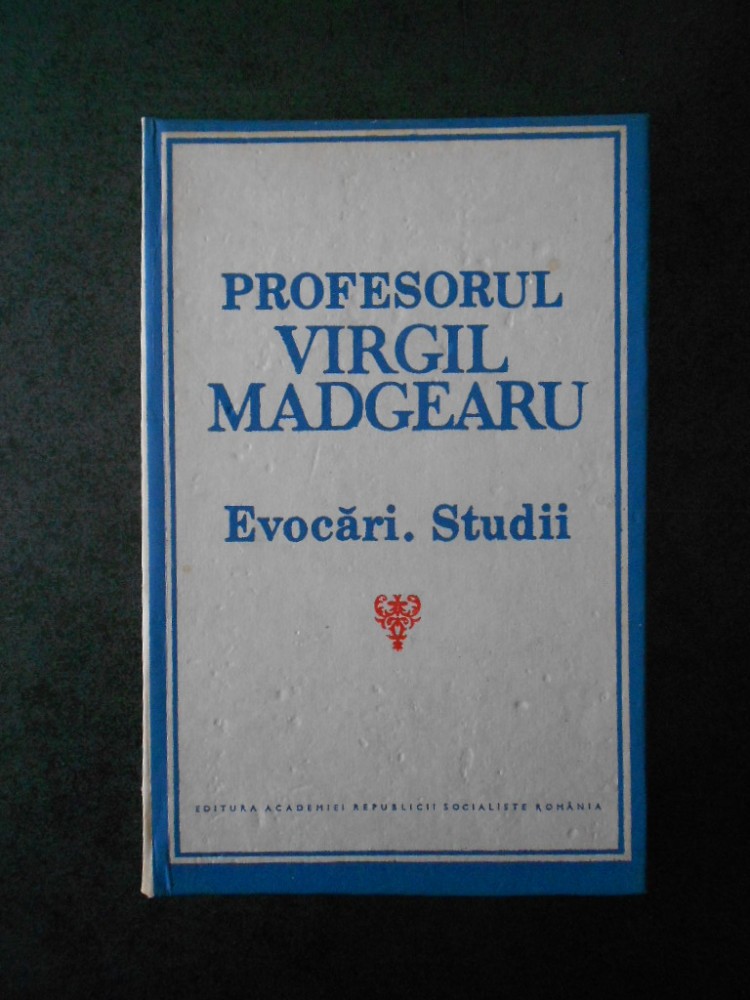 PROFESORUL
VIRGIL
MADGEARU
Evocări. Studii
EDITURA ACADEMIEI REPUBLICII SOCIALISTE ROMÂNIA